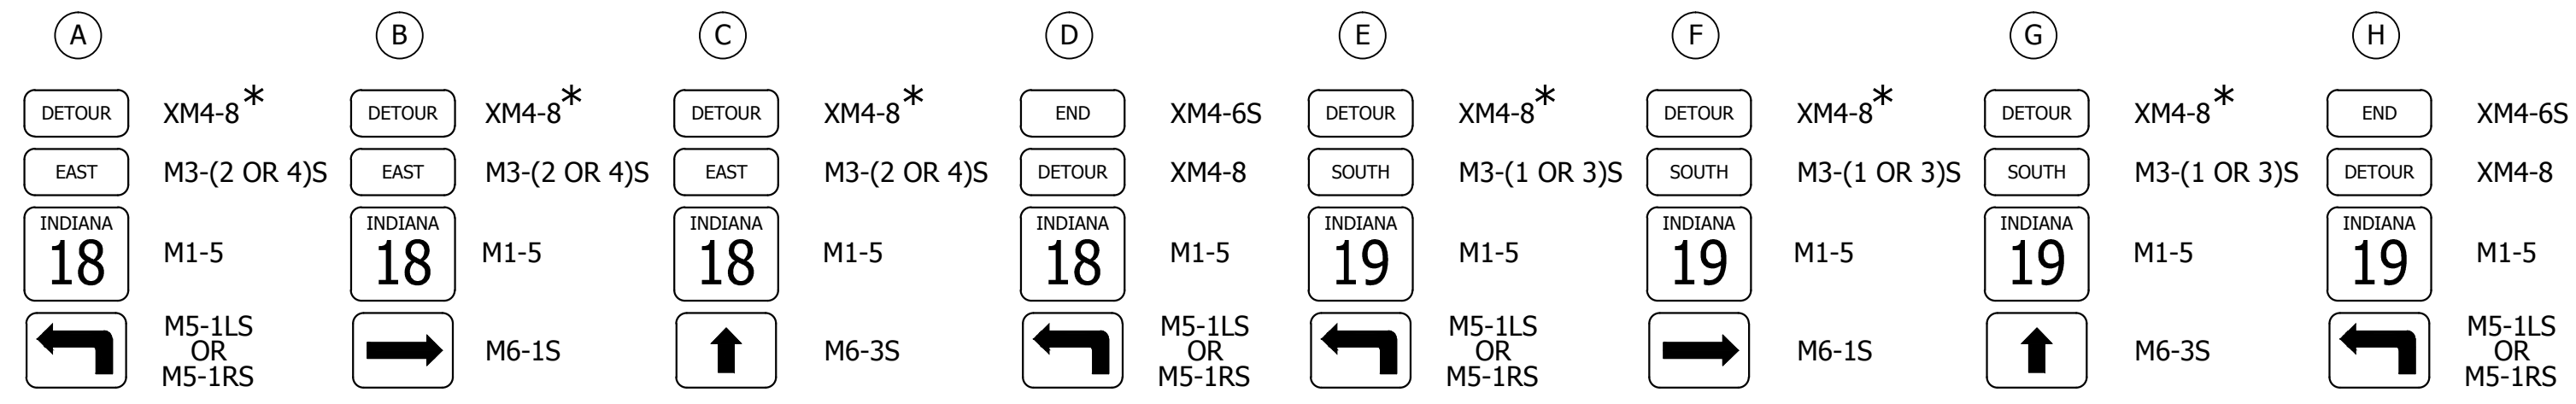 A B C D E F G H
DETOUR XM4-8* DETOUR XM4-8* DETOUR XM4-8* END XM4-6S DETOUR XM4-8* DETOUR XM4-8* DETOUR XM4-8* END XM4-6S
EAST M3-(2 OR 4)S EAST M3-(2 OR 4)S EAST M3-(2 OR 4)S DETOUR XM4-8 SOUTH M3-(1 OR 3)S SOUTH M3-(1 OR 3)S SOUTH M3-(1 OR 3)S DETOUR XM4-8
INDIANA INDIANA INDIANA INDIANA INDIANA INDIANA INDIANA INDIANA
18 M1-5 18 M1-5 18 M1-5 18 M1-5 19 M1-5 19 M1-5 19 M1-5 19 M1-5
M5-1LS M5-1LS M5-1LS M5-1LS
OR M6-1S M6-3S OR OR M6-1S M6-3S OR
M5-1RS M5-1RS M5-1RS M5-1RS